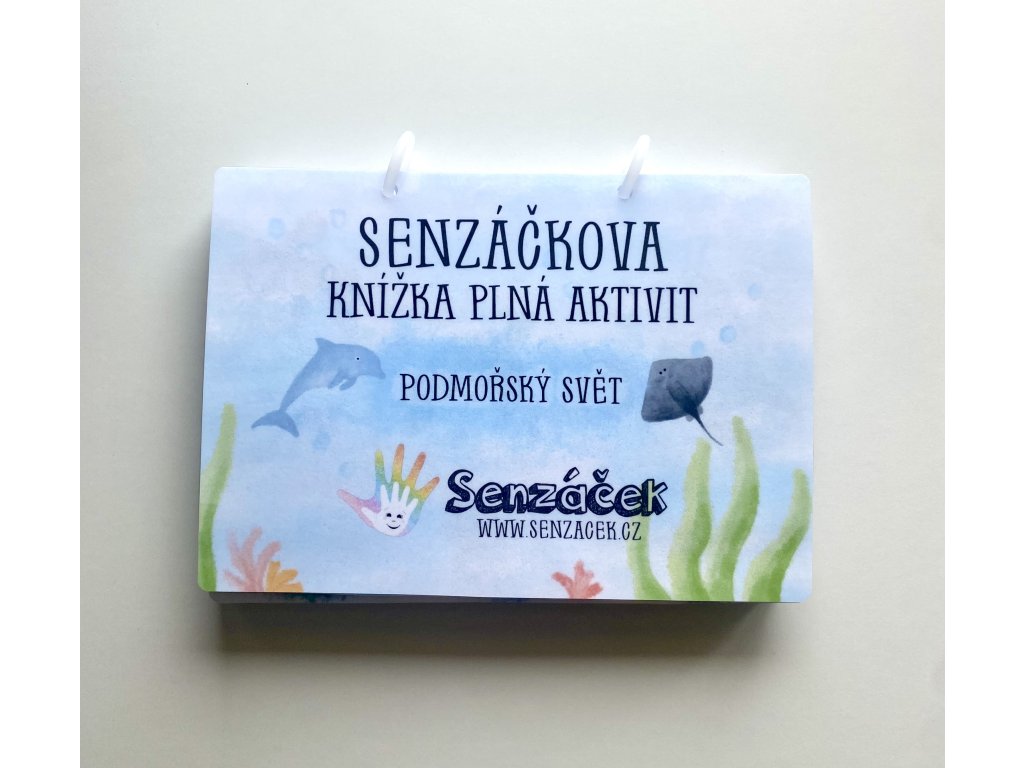 SENZÁČKOVA
KNÍŽKA PLNÁ AKTIVIT
PODMOŘSKÝ SVĚT
Senzáček
WWW.SENZACEK.CZ